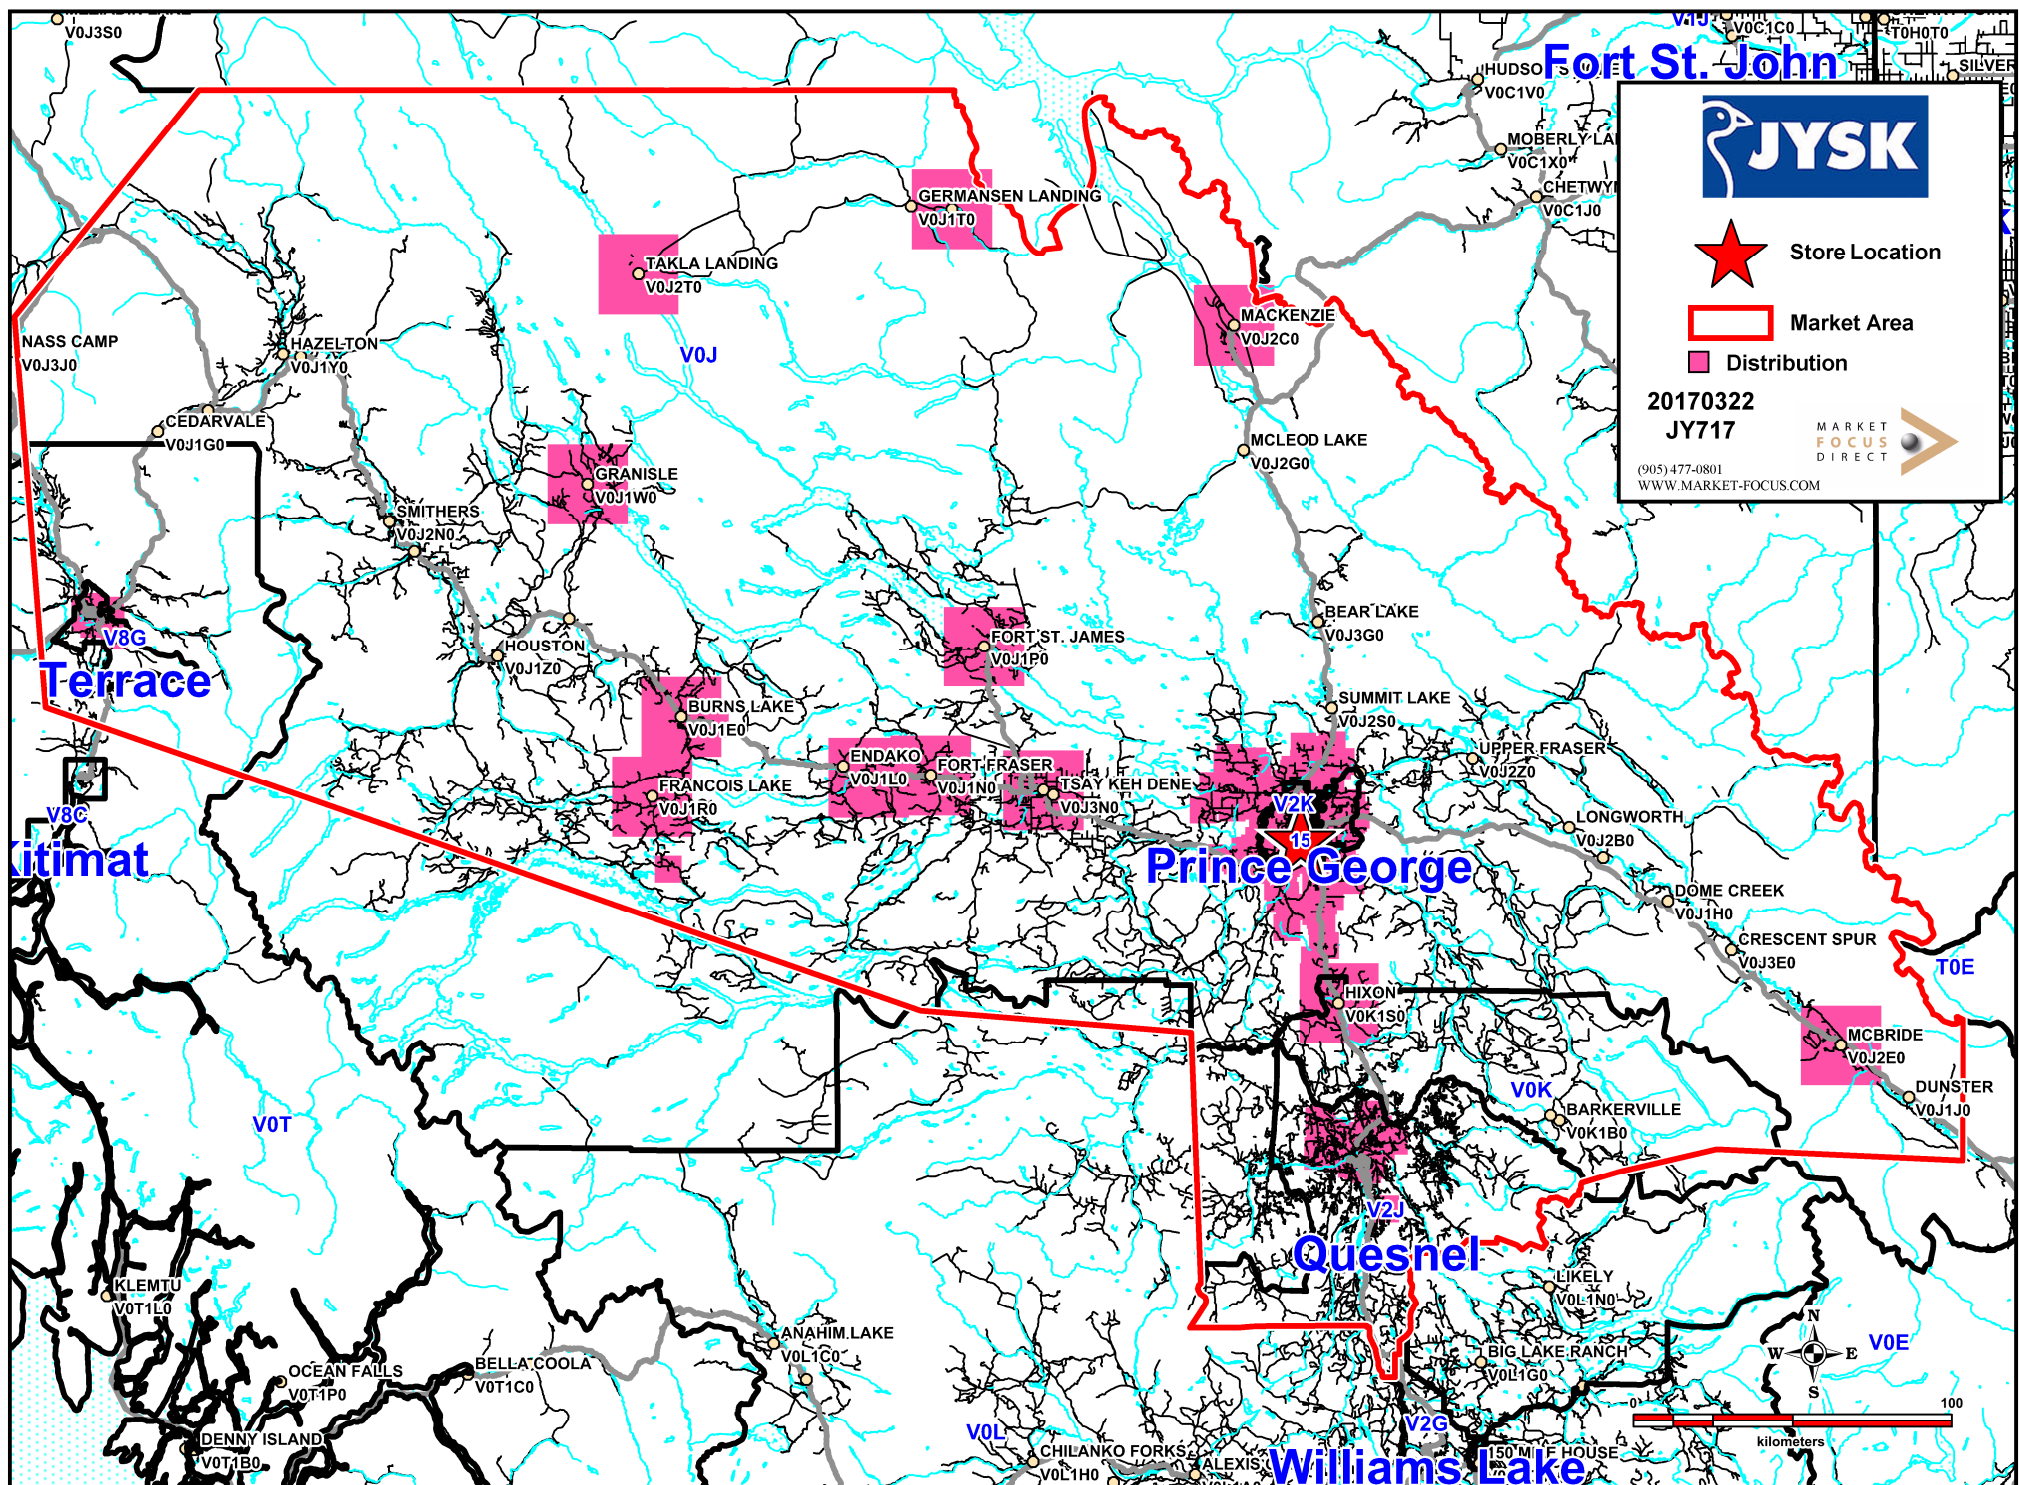 V0J3S0
V1J
V0C1C0
T0H0T0
SILVER
Fort St. John
V0C1V0
MOBERLY LA
V0C1X0
CHETWY
V0C1J0
JYSK
Store Location
Market Area
Distribution
20170322
JY717
MARKET
FOCUS
DIRECT
(905) 477-0801
WWW.MARKET-FOCUS.COM
GERMANSEN LANDING
V0J1T0
TAKLA LANDING
V0J2T0
MACKENZIE
V0J2C0
NASS CAMP
V0J3J0
HAZELTON
V0J1Y0
V0J
CEDARVALE
V0J1G0
MCLEOD LAKE
V0J2G0
GRANISLE
V0J1W0
SMITHERS
V0J2N0
BEAR LAKE
V0J3G0
V8G
Terrace
HOUSTON
V0J1Z0
FORT ST. JAMES
V0J1P0
BURNS LAKE
V0J1E0
SUMMIT LAKE
V0J2S0
ENDAKO
V0J1L0
FORT FRASER
V0J1N0
TSAY KEH DENE
V0J3N0
UPPER FRASER
V0J2Z0
FRANCOIS LAKE
V0J1R0
V8C
Kitimat
V2K
15
Prince George
LONGWORTH
V0J2B0
DOME CREEK
V0J1H0
CRESCENT SPUR
V0J3E0
T0E
HIXON
V0K1S0
MCBRIDE
V0J2E0
DUNSTER
V0J1J0
V0K
BARKERVILLE
V0K1B0
V0T
V2J
Quesnel
KLEMTU
V0T1L0
LIKELY
V0L1N0
N
W
E
S
V0E
ANAHIM LAKE
V0L1C0
BIG LAKE RANCH
V0L1G0
OCEAN FALLS
V0T1P0
BELLA COOLA
V0T1C0
0
100
kilometers
V2G
V0L
DENNY ISLAND
V0T1B0
CHILANKO FORKS
V0L1H0
ALEXIS
150 MILE HOUSE
Williams Lake